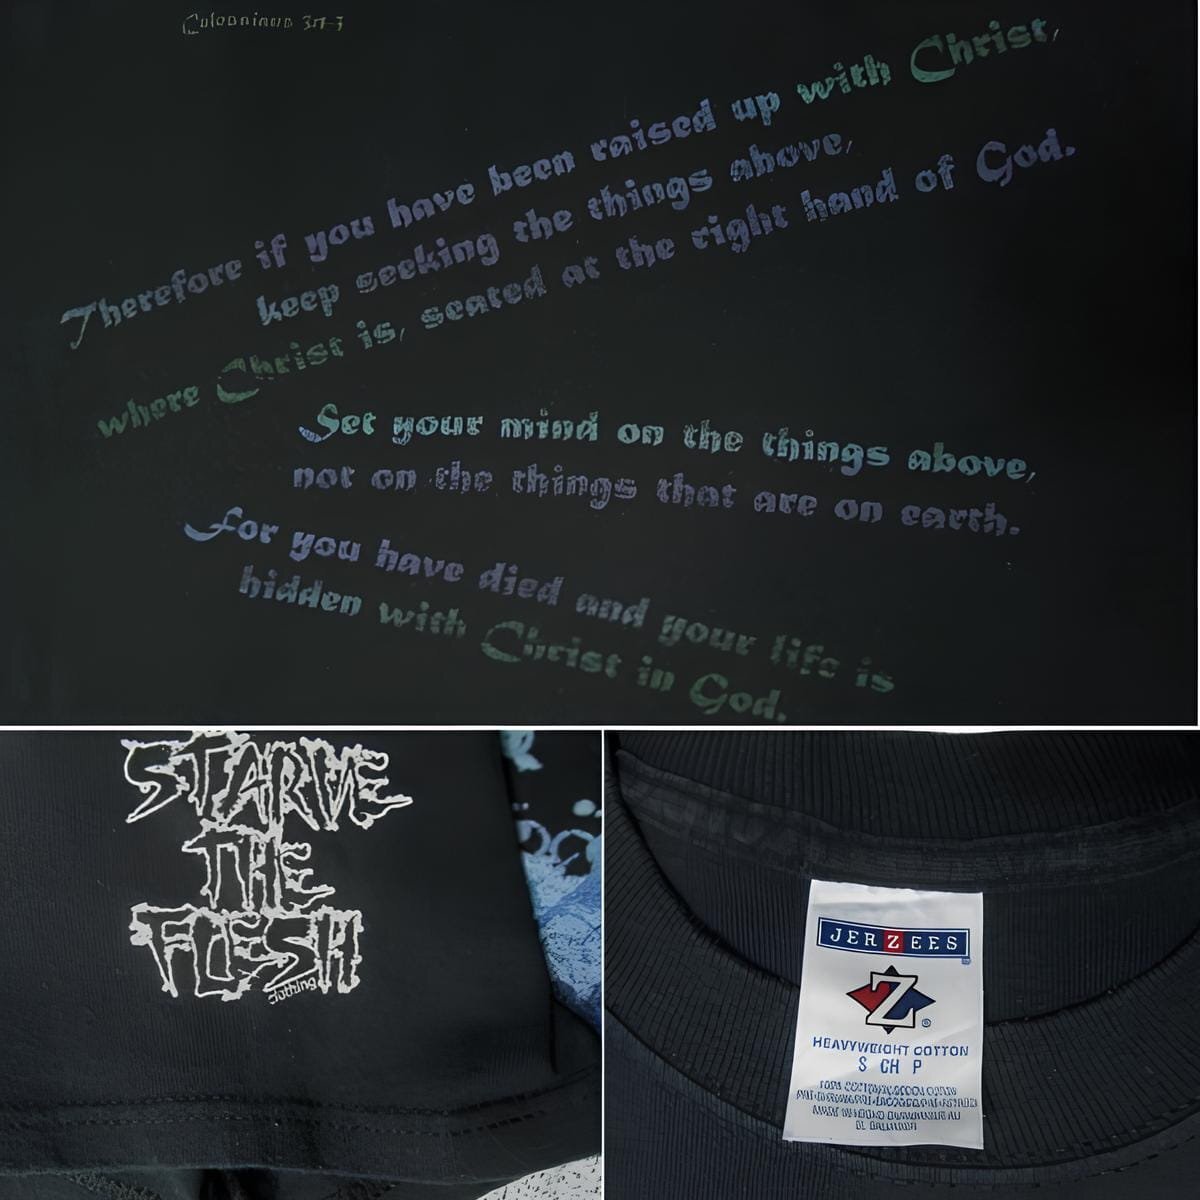 Therefore if you have been raised up with Christ,
keep seeking the things above,
where Christ is, seated at the right hand of God.
Set your mind on the things above,
not on the things that are on earth.
For you have died and your life is
hidden with Christ in God.
STARVE
THE
FLESH
clothing
JERZEES
Z
HEAVYWEIGHT COTTON
S CH P